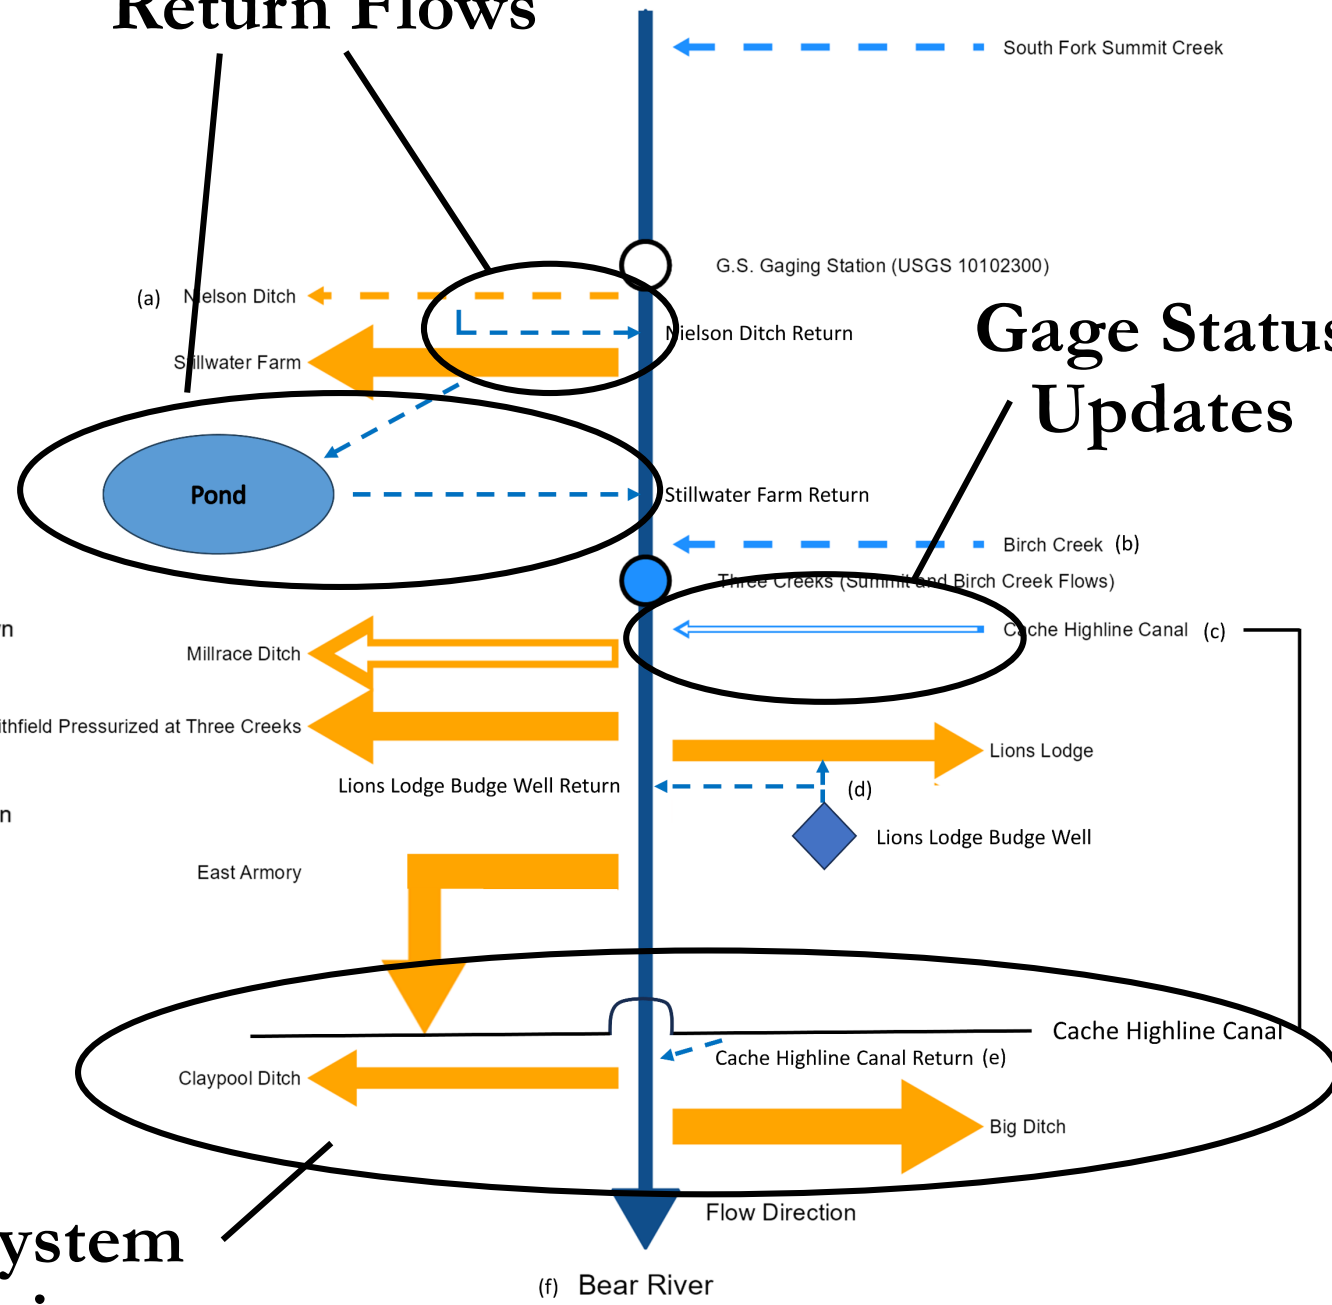 Return Flows
South Fork Summit Creek
G.S. Gaging Station (USGS 10102300)
(a) Nielson Ditch
Nielson Ditch Return
Gage Status
Updates
Stillwater Farm
Pond
Stillwater Farm Return
Birch Creek (b)
Three Creeks (Summit and Birch Creek Flows)
Cache Highline Canal (c)
Millrace Ditch
ithfield Pressurized at Three Creeks
Lions Lodge
Lions Lodge Budge Well Return
(d)
Lions Lodge Budge Well
East Armory
Cache Highline Canal
Cache Highline Canal Return (e)
Claypool Ditch
Big Ditch
Flow Direction
ystem
(f) Bear River